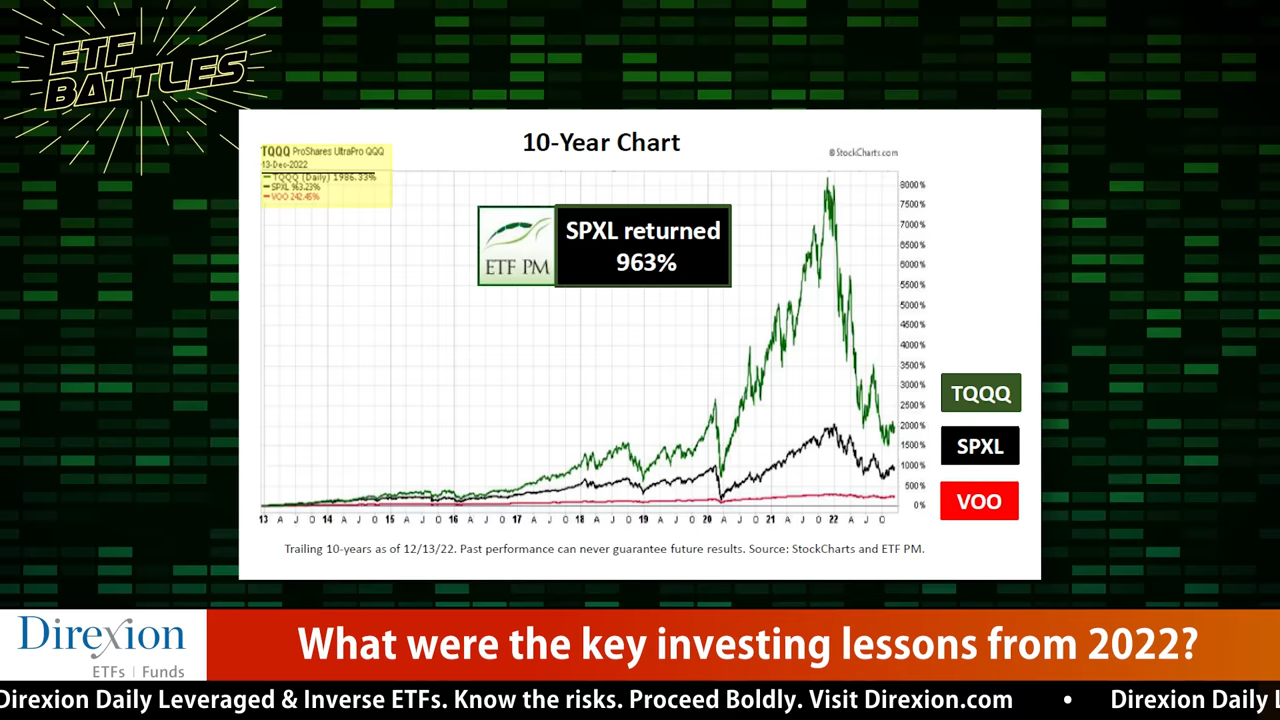 ETF
BATTLES
10-Year Chart
TQQQ ProShares UltraPro QQQ
13-Dec-2022
© StockCharts.com
TQQQ (Daily) 1986.33%
SPXL 963.23%
VOO 242.45%
ETF PM
SPXL returned
963%
8000%
7500%
7000%
6500%
6000%
5500%
5000%
4500%
4000%
3500%
3000%
2500%
2000%
1500%
1000%
500%
0%
TQQQ
SPXL
VOO
13 A J O 14 A J O 15 A J O 16 A J O 17 A J O 18 A J O 19 A J O 20 A J O 21 A J O 22 A J O
Trailing 10-years as of 12/13/22. Past performance can never guarantee future results. Source: StockCharts and ETF PM.
Direxion
ETFs | Funds
What were the key investing lessons from 2022?
Direxion Daily Leveraged & Inverse ETFs. Know the risks. Proceed Boldly. Visit Direxion.com • Direxion Daily L